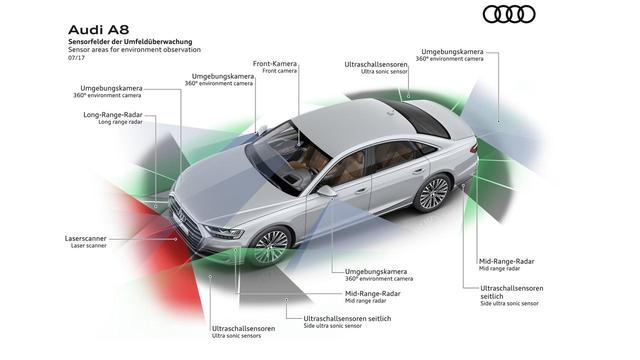 Audi A8
Sensorfelder der Umfeldüberwachung
Sensor areas for environment observation
07/17
Umgebungskamera
360° environment camera
Front-Kamera
Front camera
Ultraschallsensoren
Ultra sonic sensor
Umgebungskamera
360° environment camera
Umgebungskamera
360° environment camera
Long-Range-Radar
Long range radar
Laserscanner
Laser scanner
Umgebungskamera
360° environment camera
Mid-Range-Radar
Mid range radar
Mid-Range-Radar
Mid range radar
Ultraschallsensoren
seitlich
Side ultra sonic sensor
Ultraschallsensoren seitlich
Side ultra sonic sensor
Ultraschallsensoren
Ultra sonic sensors